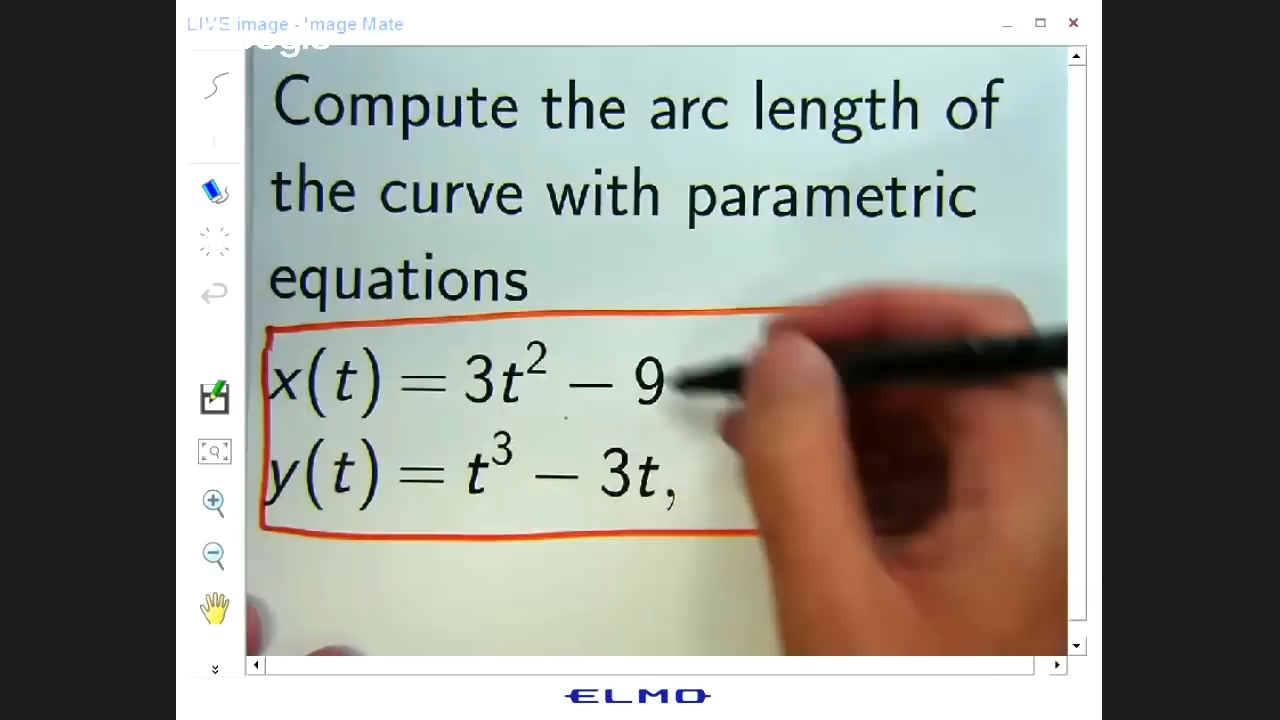 LIVE image - Image Mate
Compute the arc length of
the curve with parametric
equations
x(t) = 3t² − 9
y(t) = t³ − 3t,
ELMO